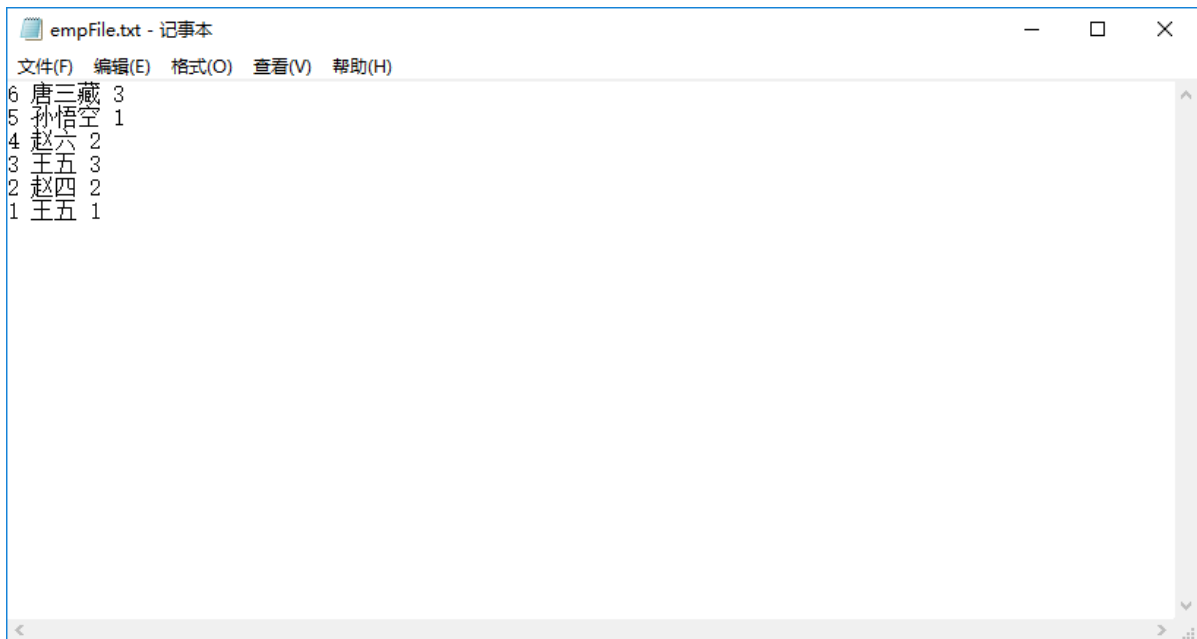 empFile.txt - 记事本
文件(F) 编辑(E) 格式(O) 查看(V) 帮助(H)
6 唐三藏 3
5 孙悟空 1
4 赵六 2
3 王五 3
2 赵四 2
1 王五 1